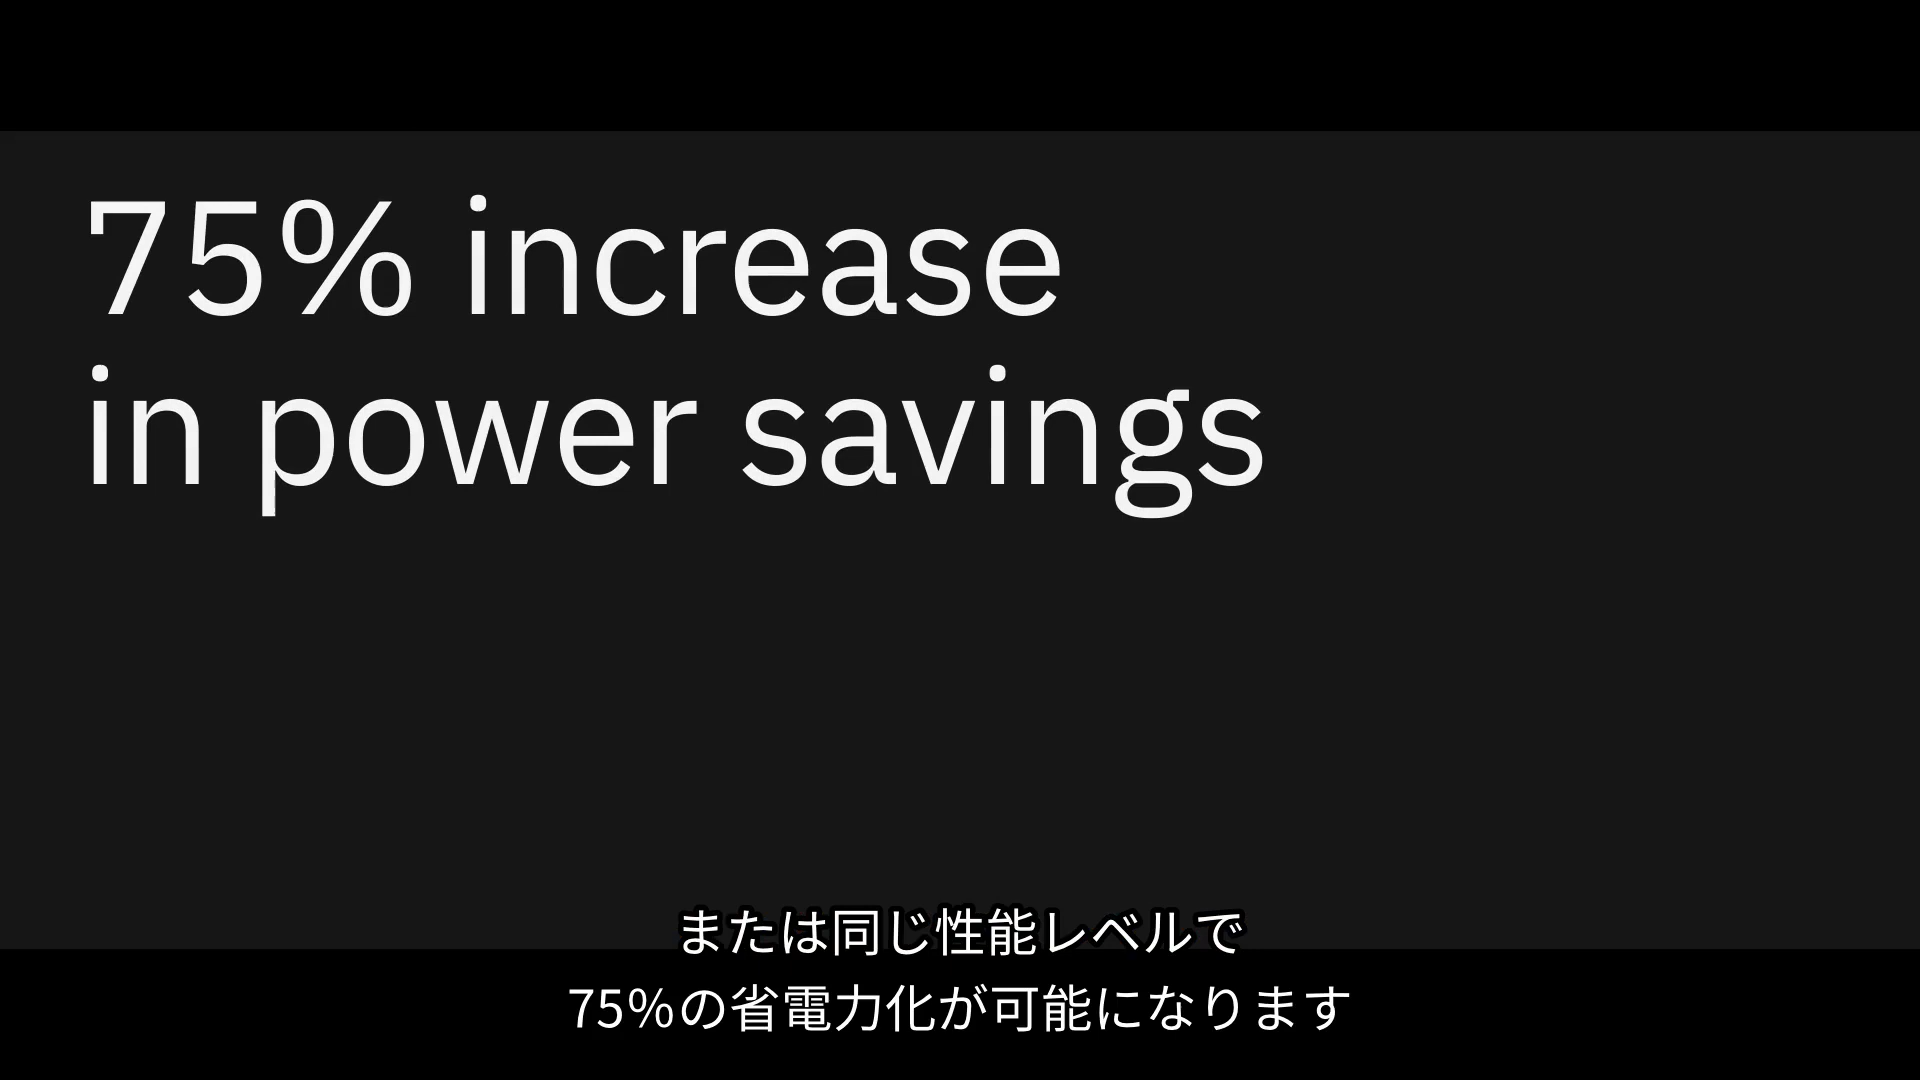 75% increase
in power savings
または同じ性能レベルで
75%の省電力化が可能になります